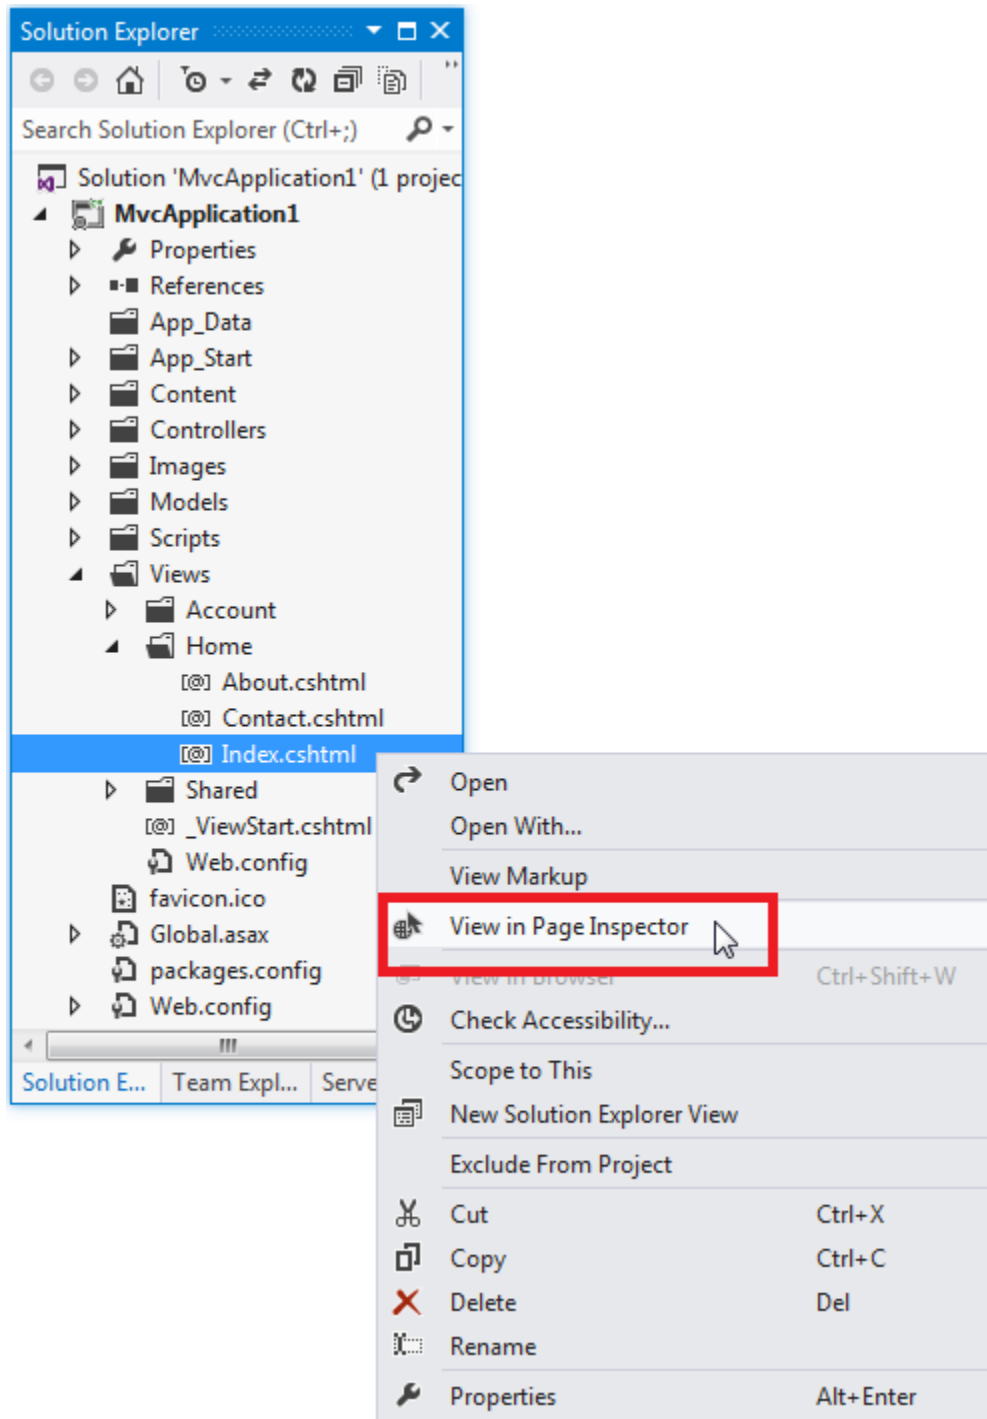 Solution Explorer
Search Solution Explorer (Ctrl+;)
Solution 'MvcApplication1' (1 projec
MvcApplication1
Properties
References
App_Data
App_Start
Content
Controllers
Images
Models
Scripts
Views
Account
Home
[@] About.cshtml
[@] Contact.cshtml
[@] Index.cshtml
Shared
[@] _ViewStart.cshtml
Web.config
favicon.ico
Global.asax
packages.config
Web.config
Solution E... Team Expl... Serve
Open
Open With...
View Markup
View in Page Inspector
View in Browser Ctrl+Shift+W
Check Accessibility...
Scope to This
New Solution Explorer View
Exclude From Project
Cut Ctrl+X
Copy Ctrl+C
Delete Del
Rename
Properties Alt+Enter